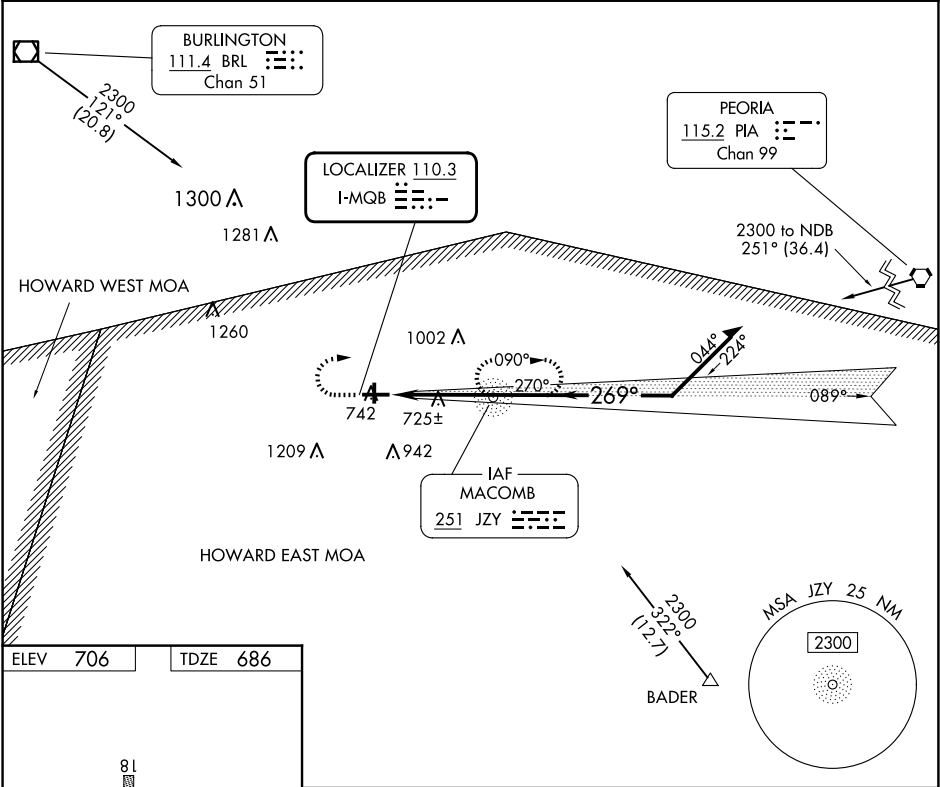 BURLINGTON
111.4 BRL
Chan 51
2300
121°
(20.8)
PEORIA
115.2 PIA
Chan 99
LOCALIZER 110.3
I-MQB
1300
1281
2300 to NDB
251° (36.4)
HOWARD WEST MOA
1260
1002
090°
270°
269°
044°
224°
089°
742
725±
1209
942
IAF
MACOMB
251 JZY
HOWARD EAST MOA
2300
322°
(12.7)
BADER
MSA JZY 25 NM
2300
ELEV 706
TDZE 686
18